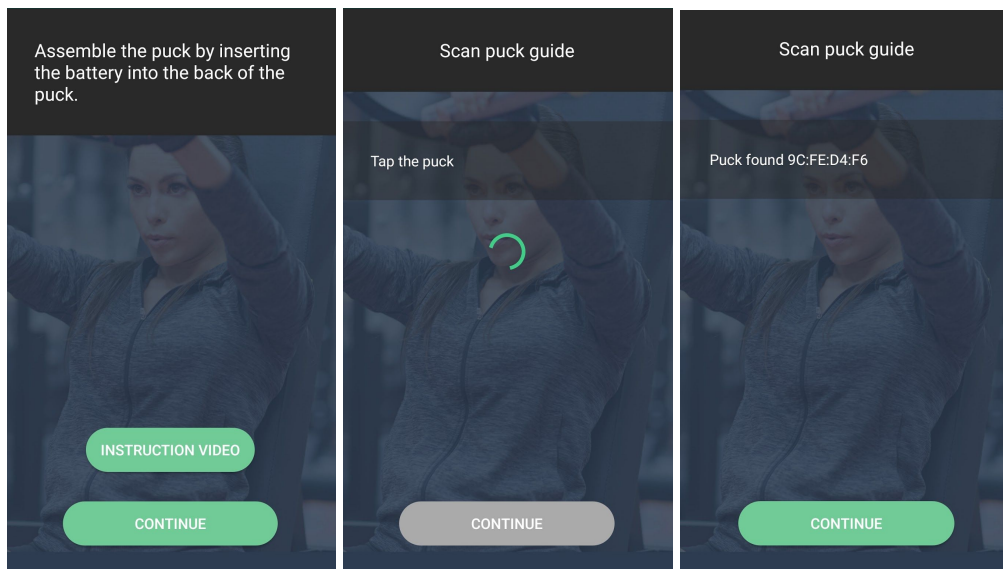 Assemble the puck by inserting
the battery into the back of the
puck.
INSTRUCTION VIDEO
CONTINUE
Scan puck guide
Tap the puck
CONTINUE
Scan puck guide
Puck found 9C:FE:D4:F6
CONTINUE